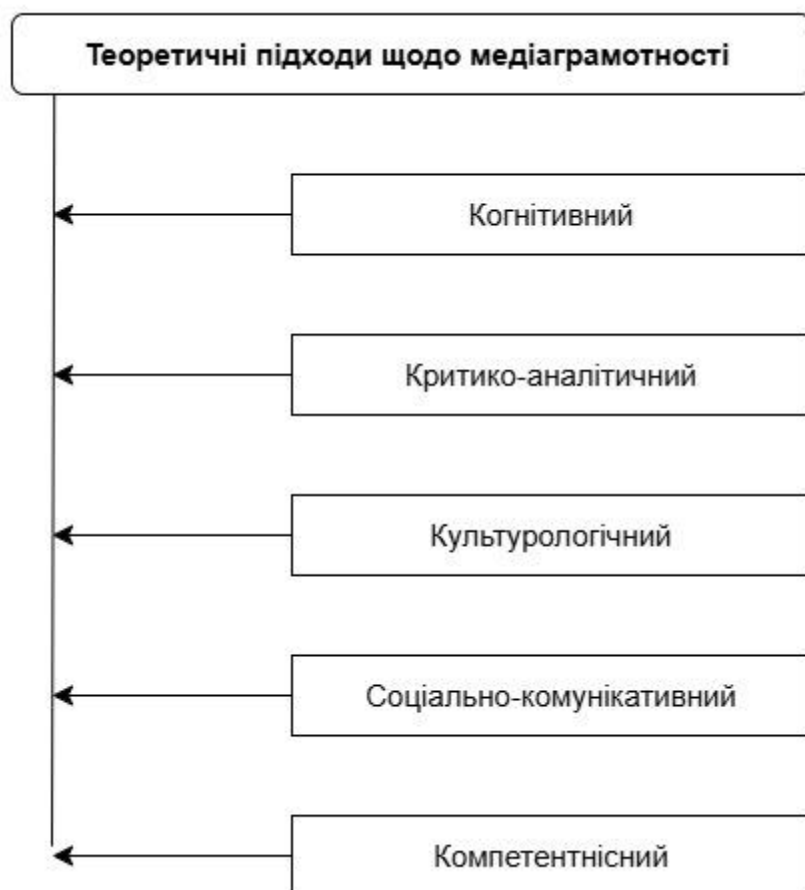 Теоретичні підходи щодо медіаграмотності
Когнітивний
Критико-аналітичний
Культурологічний
Соціально-комунікативний
Компетентнісний